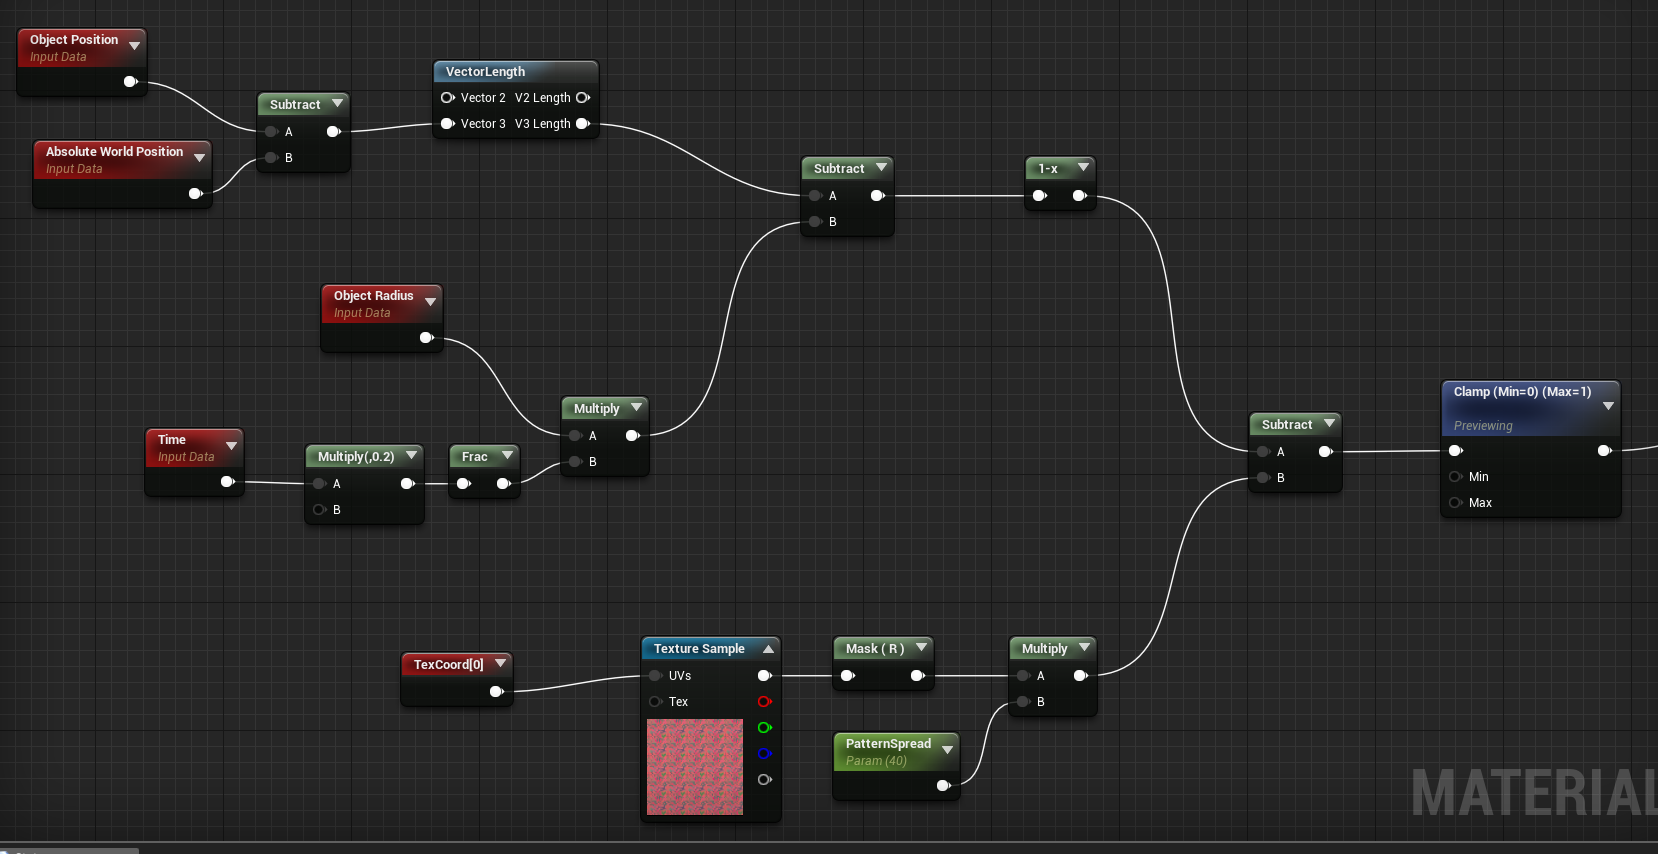 Object Position
Input Data
Absolute World Position
Input Data
Subtract
A
B
VectorLength
Vector 2 V2 Length
Vector 3 V3 Length
Subtract
A
B
1-x
Object Radius
Input Data
Time
Input Data
Multiply(,0.2)
A
B
Frac
Multiply
A
B
Subtract
A
B
Clamp (Min=0) (Max=1)
Previewing
Min
Max
TexCoord[0]
Texture Sample
UVs
Tex
Mask ( R )
PatternSpread
Param (40)
Multiply
A
B
MATERIAL